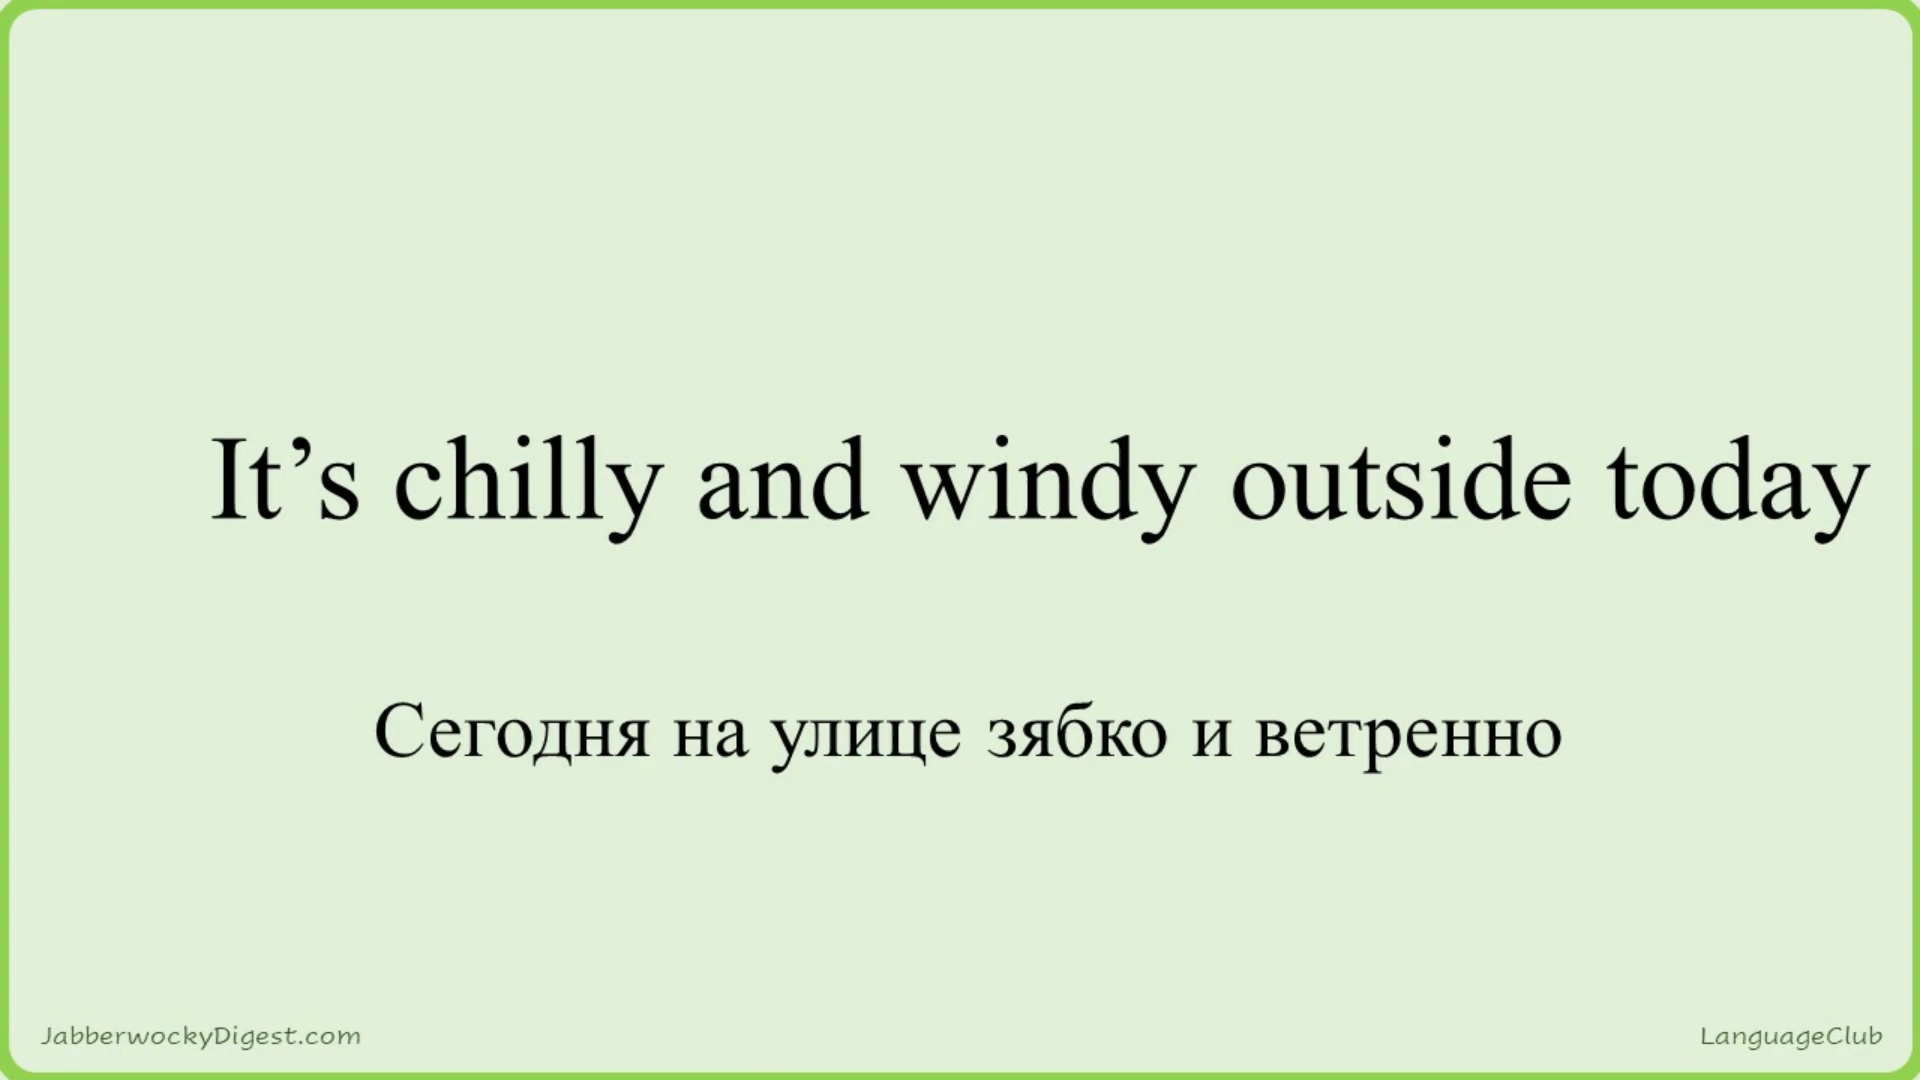 It’s chilly and windy outside today
Сегодня на улице зябко и ветренно
JabberwockyDigest.com
LanguageClub